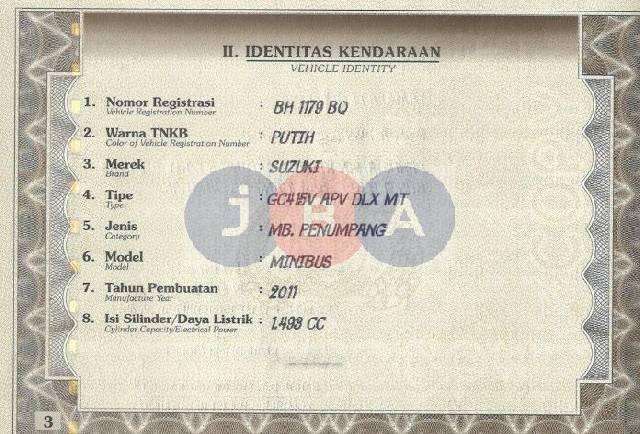 II. IDENTITAS KENDARAAN
VEHICLE IDENTITY
1. Nomor Registrasi : BH 1179 BQ
Vehicle Registration Number
2. Warna TNKB : PUTIH
Color of Vehicle Registration Number
3. Merek : SUZUKI
Brand
4. Tipe : GC415V APV DLX MT
Type
5. Jenis : MB. PENUMPANG
Category
6. Model : MINIBUS
Model
7. Tahun Pembuatan : 2011
Manufacture Year
8. Isi Silinder/Daya Listrik : 1.493 CC
Cylinder Capacity/Electrical Power
jBA
3